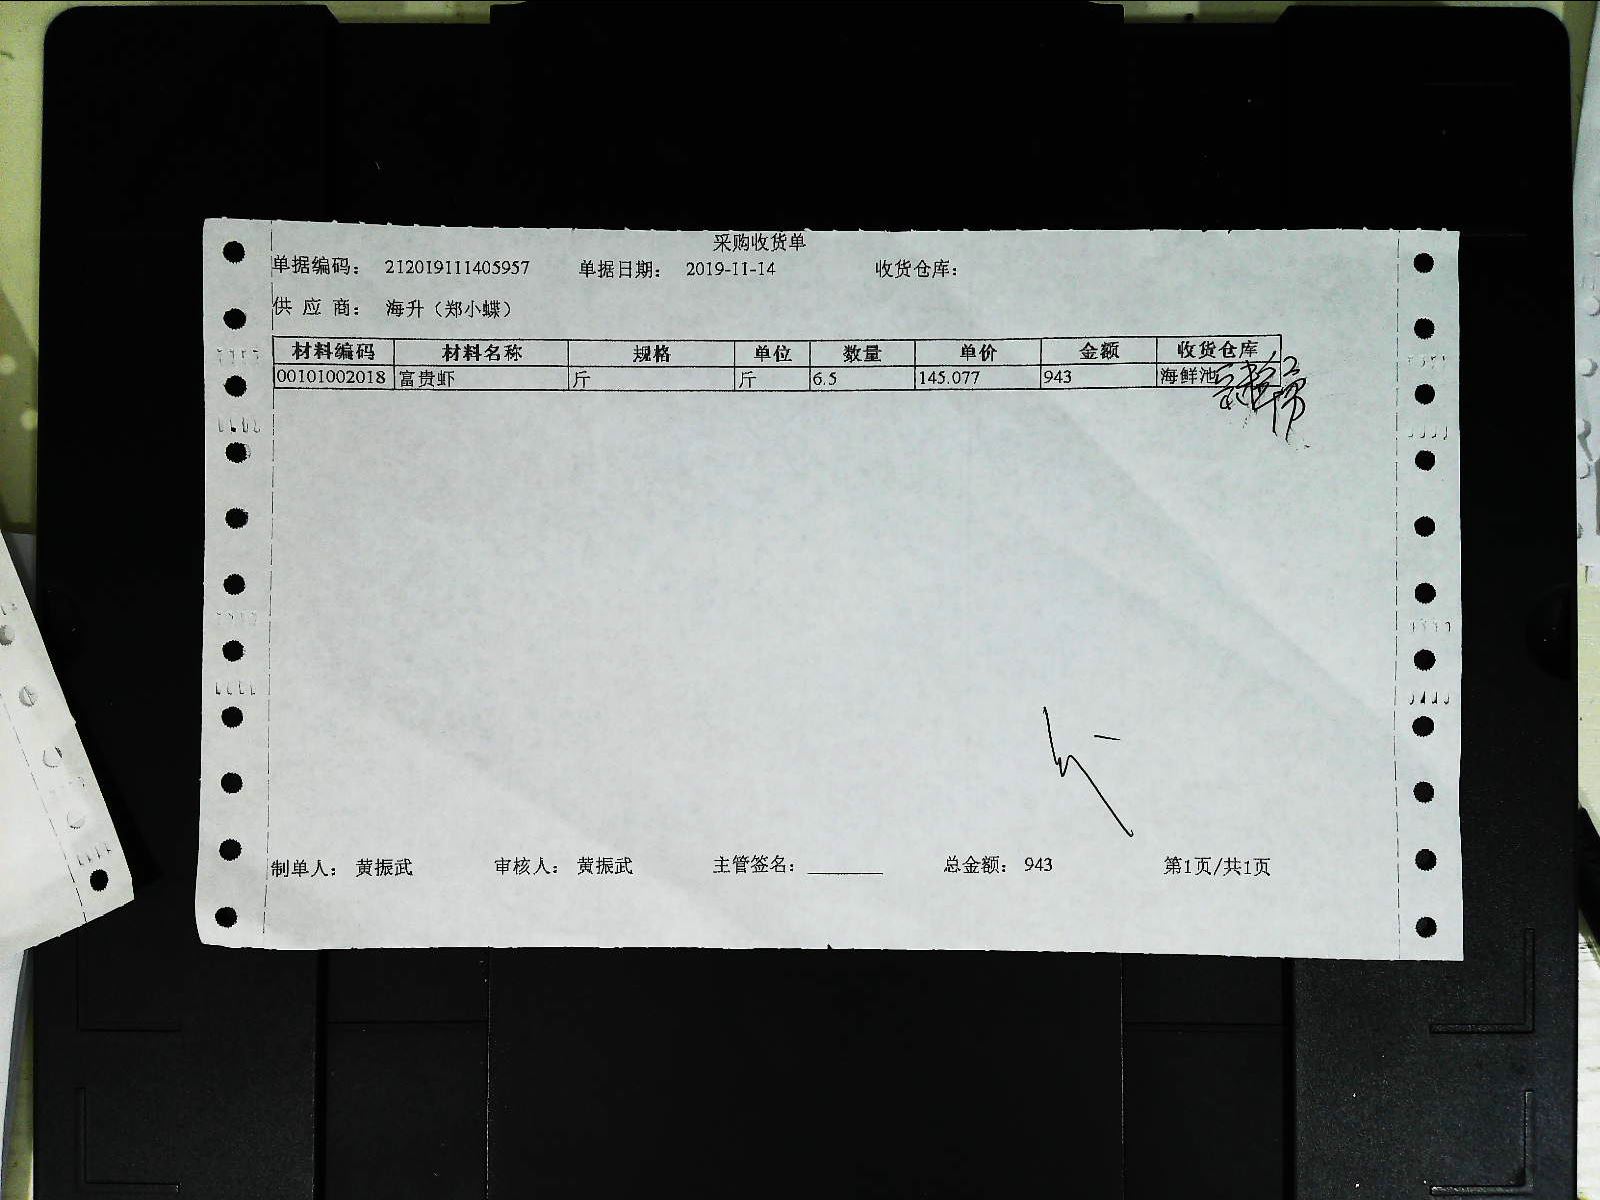 采购收货单
单据编码： 212019111405957 单据日期： 2019-11-14 收货仓库：
供 应 商： 海升（郑小蝶）
材料编码 材料名称 规格 单位 数量 单价 金额 收货仓库
00101002018 富贵虾 斤 斤 6.5 145.077 943 海鲜池
制单人： 黄振武 审核人： 黄振武 主管签名：________ 总金额： 943 第1页/共1页